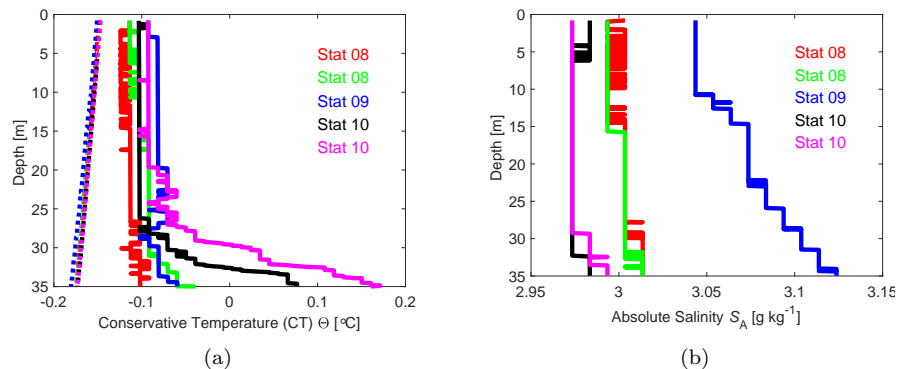 0
5
10
15
20
25
30
35
Depth [m]
-0.2
-0.1
0
0.1
0.2
Conservative Temperature (CT) Θ [°C]
Stat 08
Stat 08
Stat 09
Stat 10
Stat 10
(a)
0
5
10
15
20
25
30
35
Depth [m]
2.95
3
3.05
3.1
3.15
Absolute Salinity S_A [g kg⁻¹]
Stat 08
Stat 08
Stat 09
Stat 10
Stat 10
(b)